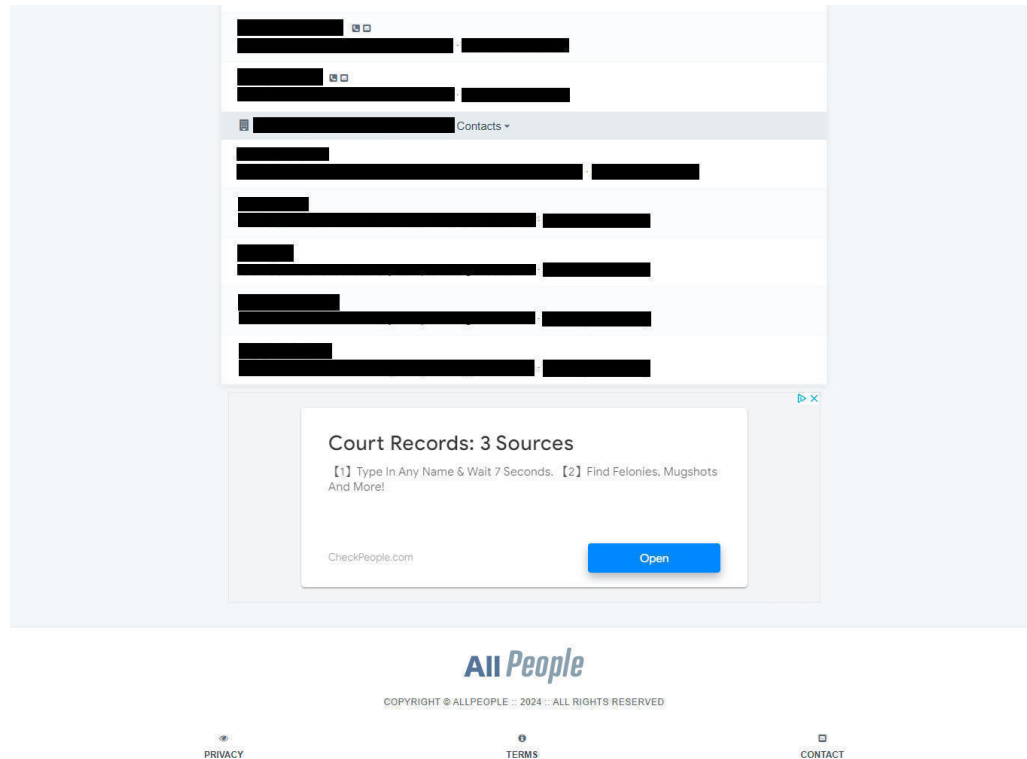 Contacts
Court Records: 3 Sources
【1】 Type In Any Name & Wait 7 Seconds. 【2】 Find Felonies, Mugshots
And More!
CheckPeople.com
Open
All People
COPYRIGHT © ALLPEOPLE :: 2024 :: ALL RIGHTS RESERVED
PRIVACY
TERMS
CONTACT